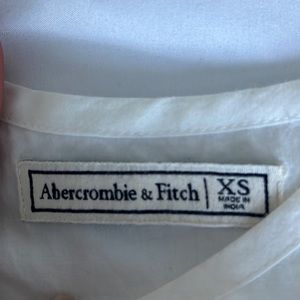 Abercrombie & Fitch
XS
MADE IN
INDIA